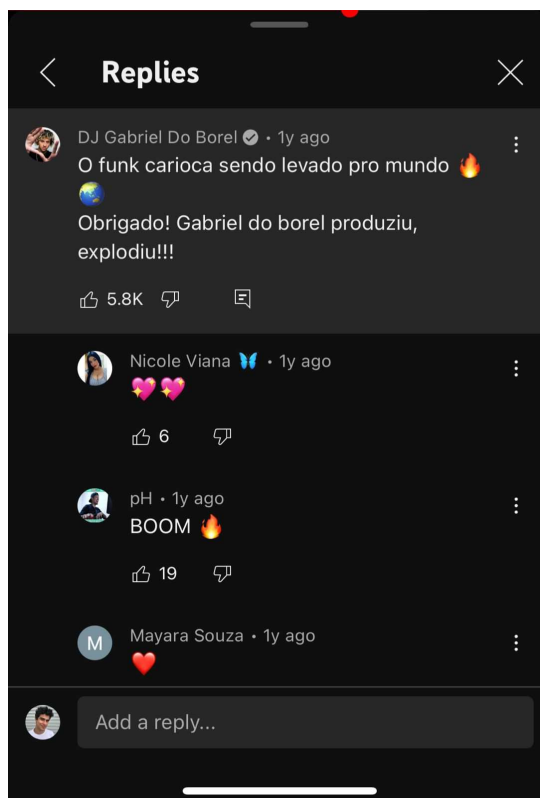 Replies
DJ Gabriel Do Borel • 1y ago
O funk carioca sendo levado pro mundo 🔥
🌏
Obrigado! Gabriel do borel produziu,
explodiu!!!
5.8K
Nicole Viana 🦋 • 1y ago
💖💖
6
pH • 1y ago
BOOM 🔥
19
M
Mayara Souza • 1y ago
❤️
Add a reply...